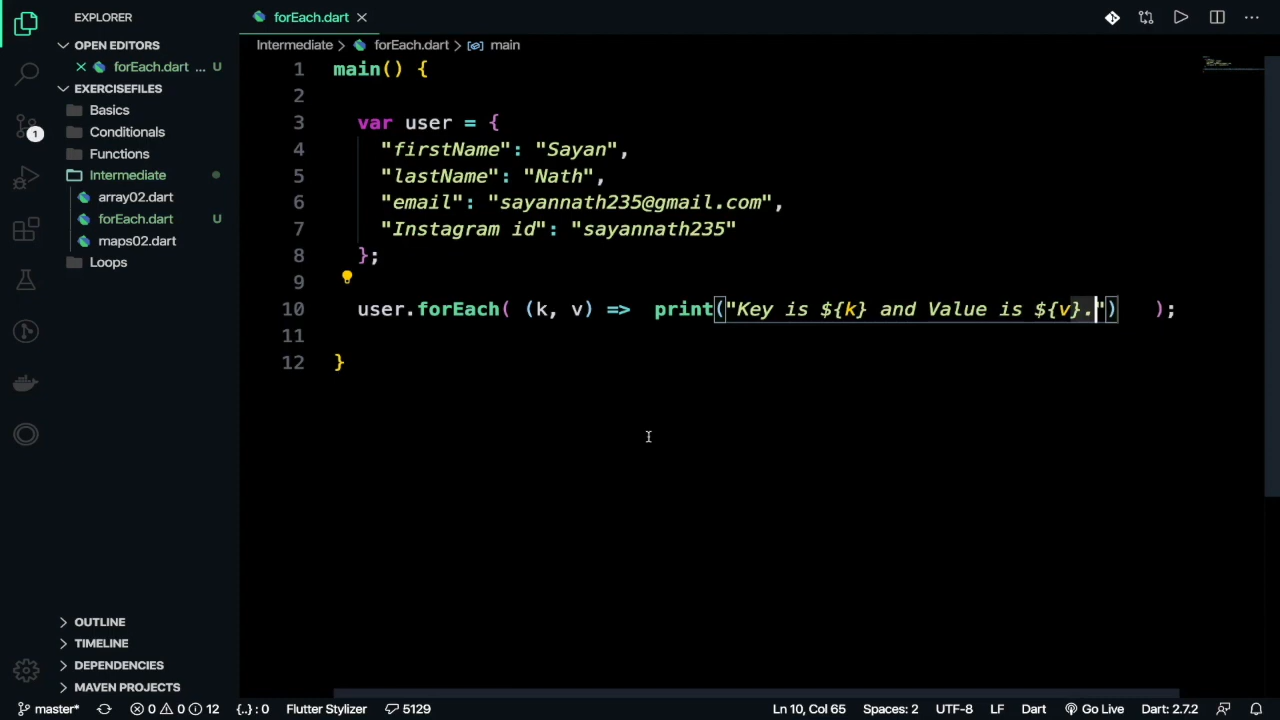 EXPLORER
OPEN EDITORS
forEach.dart ... U
EXERCISEFILES
Basics
Conditionals
Functions
Intermediate
array02.dart
forEach.dart U
maps02.dart
Loops
OUTLINE
TIMELINE
DEPENDENCIES
MAVEN PROJECTS
1
forEach.dart
Intermediate > forEach.dart > main
1 main() {
2
3 var user = {
4 "firstName": "Sayan",
5 "lastName": "Nath",
6 "email": "sayannath235@gmail.com",
7 "Instagram id": "sayannath235"
8 };
9
10 user.forEach( (k, v) => print("Key is ${k} and Value is ${v}.") );
11
12 }
master* 0 0 12 {..} : 0 Flutter Stylizer 5129 Ln 10, Col 65 Spaces: 2 UTF-8 LF Dart Go Live Dart: 2.7.2